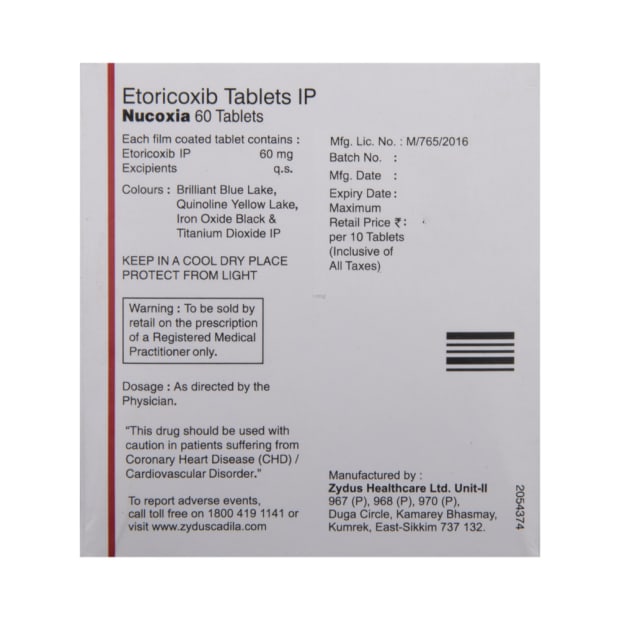 Etoricoxib Tablets IP
Nucoxia 60 Tablets
Each film coated tablet contains :
Etoricoxib IP 60 mg
Excipients q.s.
Colours : Brilliant Blue Lake,
Quinoline Yellow Lake,
Iron Oxide Black &
Titanium Dioxide IP
KEEP IN A COOL DRY PLACE
PROTECT FROM LIGHT
Warning : To be sold by
retail on the prescription
of a Registered Medical
Practitioner only.
Dosage : As directed by the
Physician.
"This drug should be used with
caution in patients suffering from
Coronary Heart Disease (CHD) /
Cardiovascular Disorder."
To report adverse events,
call toll free on 1800 419 1141 or
visit www.zyduscadila.com
Mfg. Lic. No. : M/765/2016
Batch No. :
Mfg. Date :
Expiry Date :
Maximum
Retail Price ₹ :
per 10 Tablets
(Inclusive of
All Taxes)
Manufactured by :
Zydus Healthcare Ltd. Unit-II
967 (P), 968 (P), 970 (P),
Duga Circle, Kamarey Bhasmay,
Kumrek, East-Sikkim 737 132.
2054374